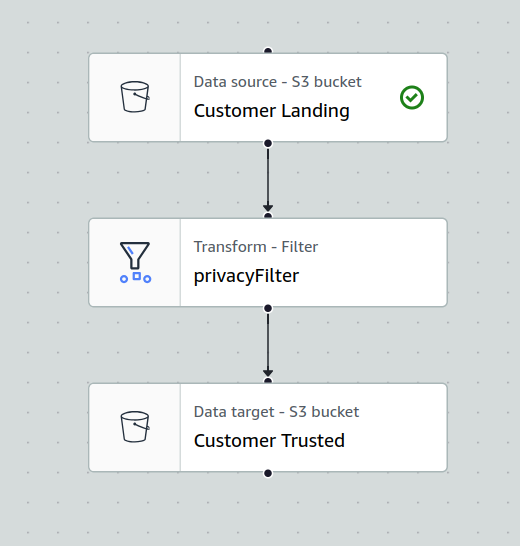 Data source - S3 bucket
Customer Landing
Transform - Filter
privacyFilter
Data target - S3 bucket
Customer Trusted